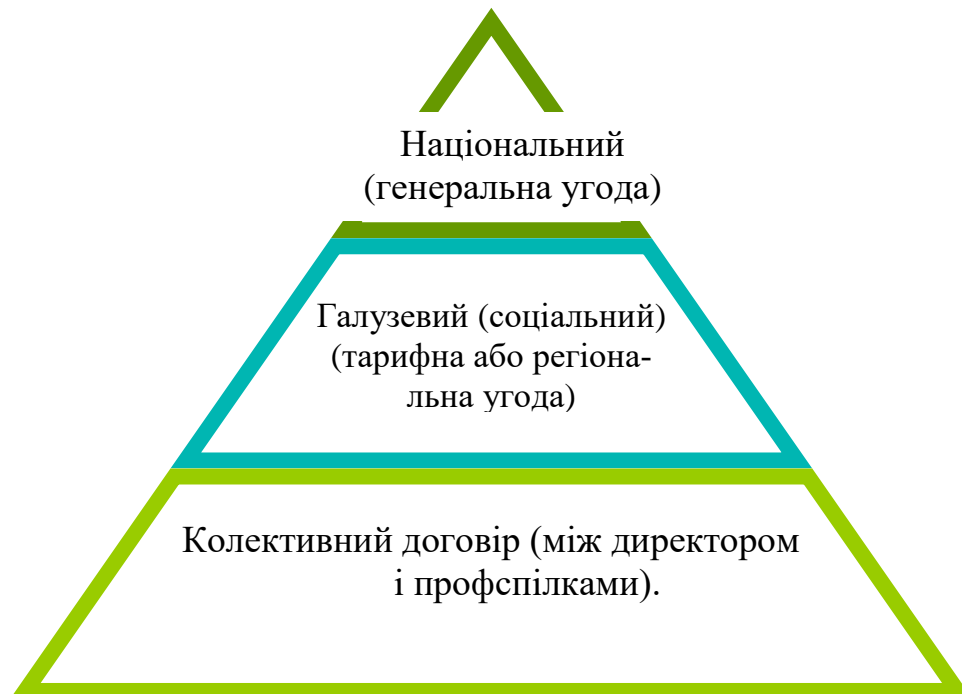 Національний
(генеральна угода)
Галузевий (соціальний)
(тарифна або регіона-
льна угода)
Колективний договір (між директором
і профспілками).